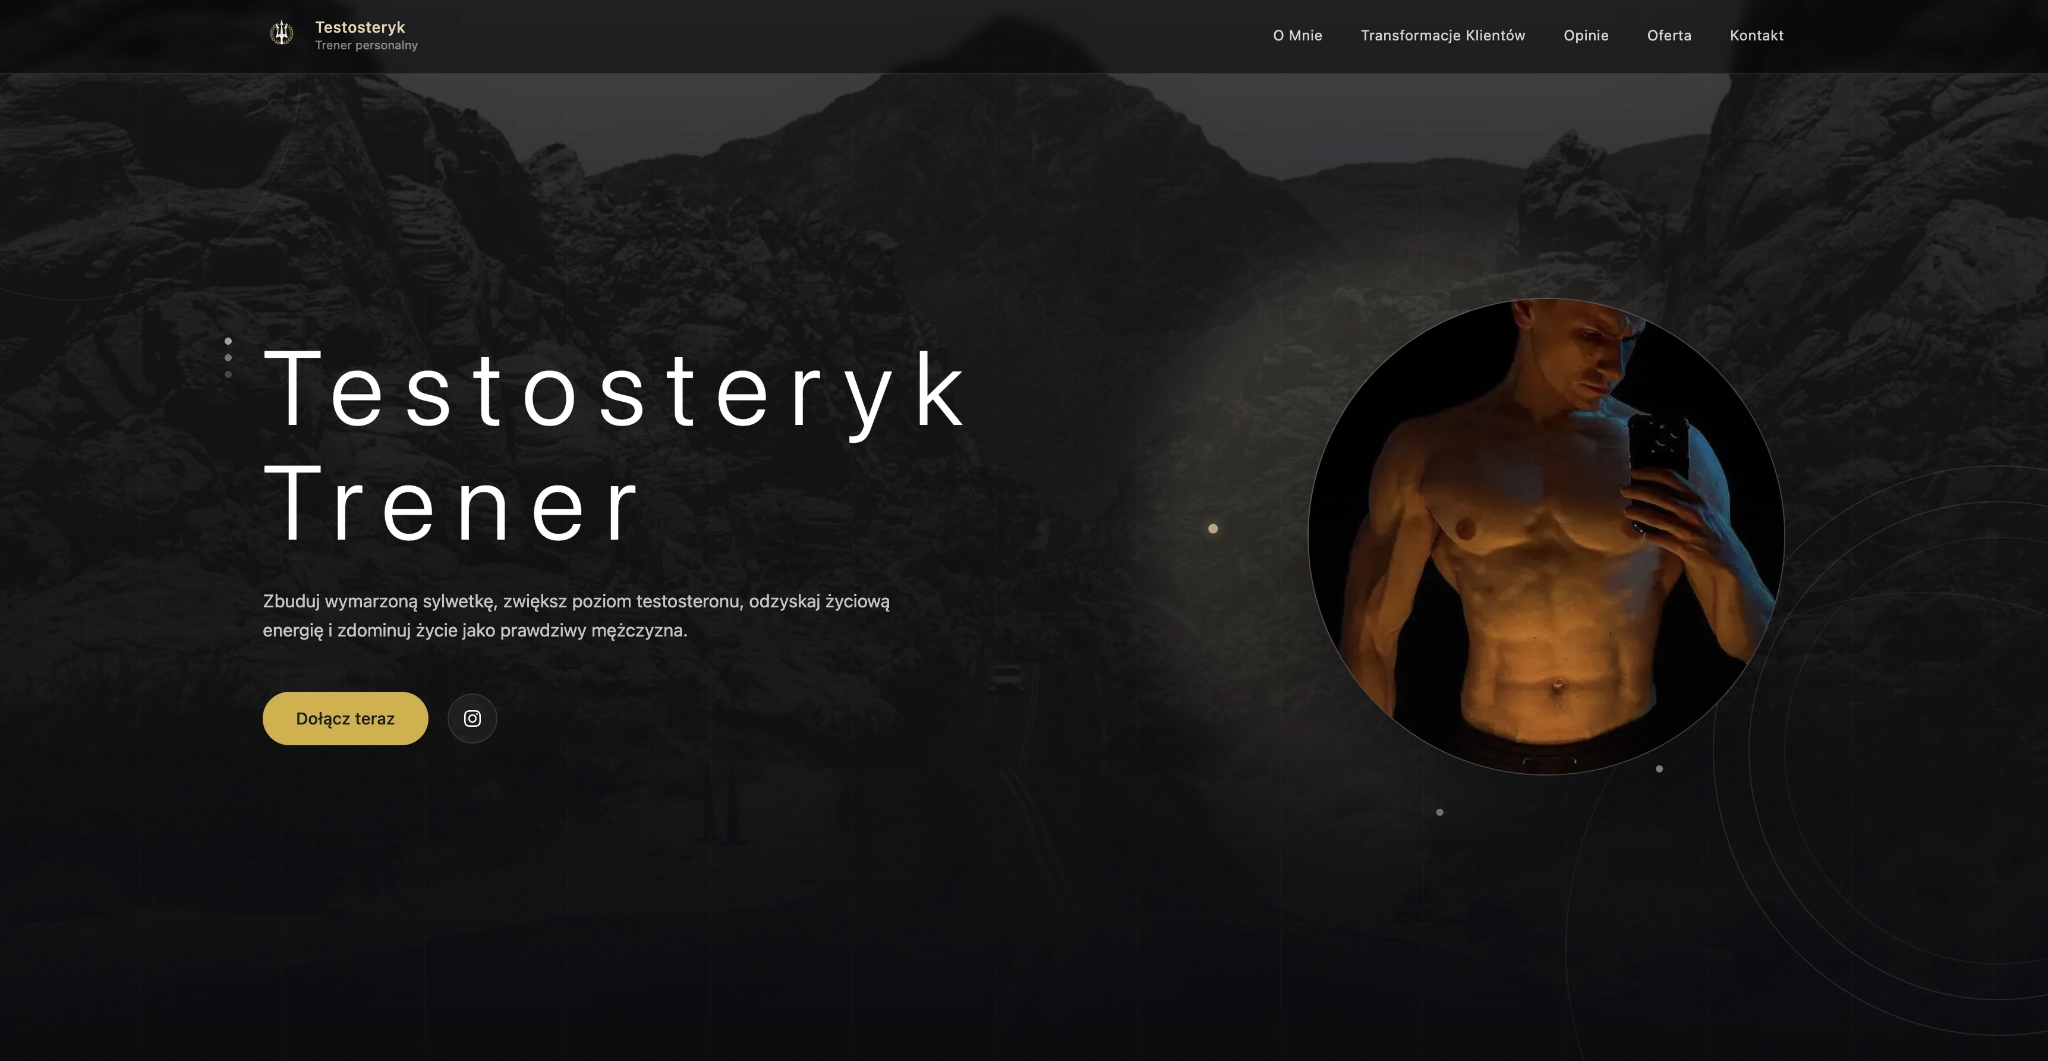 Testosteryk
Trener personalny
O Mnie
Transformacje Klientów
Opinie
Oferta
Kontakt
Testosteryk
Trener
Zbuduj wymarzoną sylwetkę, zwiększ poziom testosteronu, odzyskaj życiową
energię i zdominuj życie jako prawdziwy mężczyzna.
Dołącz teraz